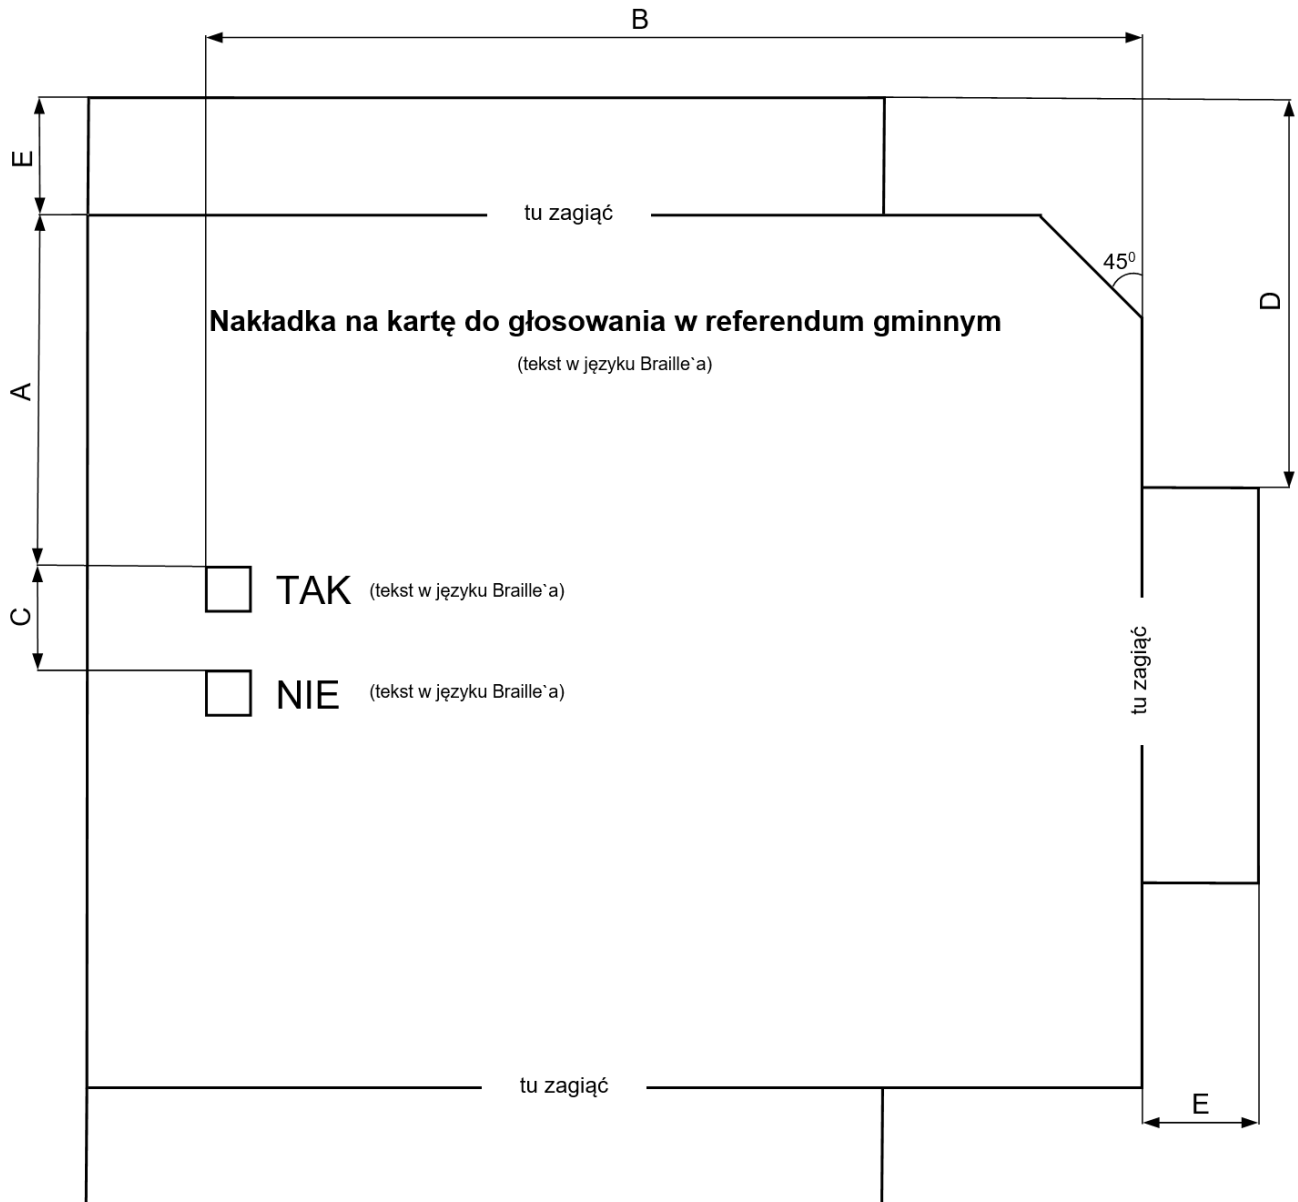 B
E
tu zagiąć
45⁰
D
Nakładka na kartę do głosowania w referendum gminnym
(tekst w języku Braille`a)
A
TAK (tekst w języku Braille`a)
C
tu zagiąć
NIE (tekst w języku Braille`a)
tu zagiąć
E